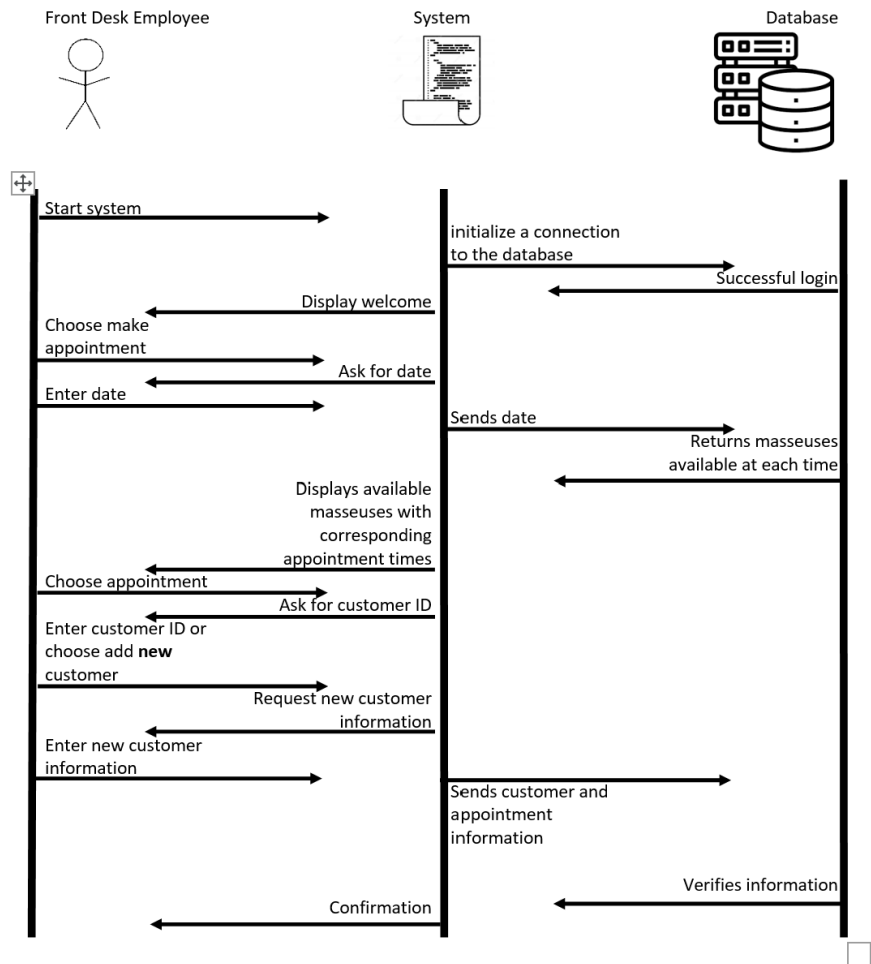 Front Desk Employee
System
Database
Start system
initialize a connection
to the database
Successful login
Display welcome
Choose make
appointment
Ask for date
Enter date
Sends date
Returns masseuses
available at each time
Displays available
masseuses with
corresponding
appointment times
Choose appointment
Ask for customer ID
Enter customer ID or
choose add new
customer
Request new customer
information
Enter new customer
information
Sends customer and
appointment
information
Verifies information
Confirmation